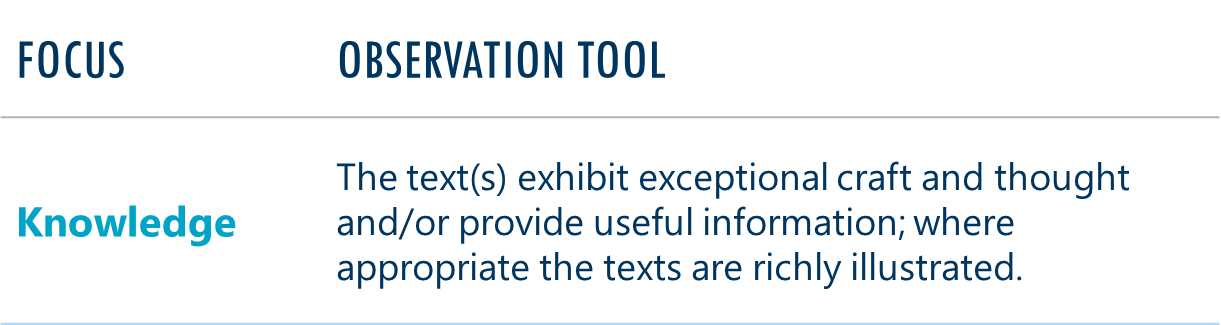 FOCUS
OBSERVATION TOOL
Knowledge
The text(s) exhibit exceptional craft and thought
and/or provide useful information; where
appropriate the texts are richly illustrated.